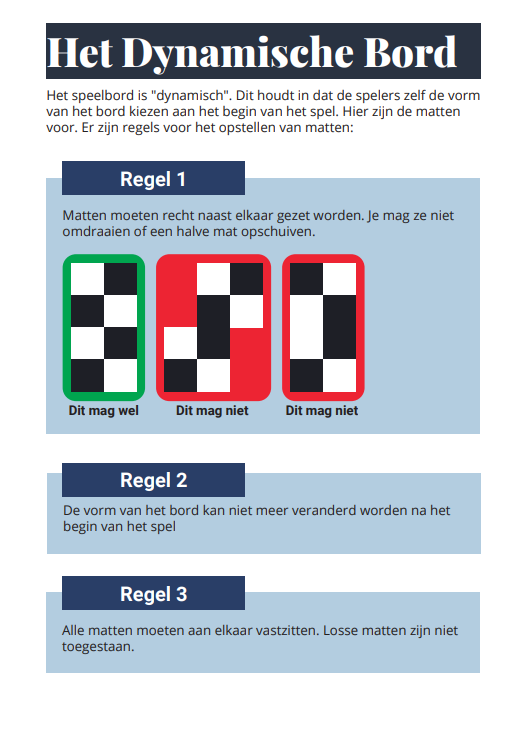 Het Dynamische Bord
Het speelbord is "dynamisch". Dit houdt in dat de spelers zelf de vorm
van het bord kiezen aan het begin van het spel. Hier zijn de matten
voor. Er zijn regels voor het opstellen van matten:
Regel 1
Matten moeten recht naast elkaar gezet worden. Je mag ze niet
omdraaien of een halve mat opschuiven.
Dit mag wel
Dit mag niet
Dit mag niet
Regel 2
De vorm van het bord kan niet meer veranderd worden na het
begin van het spel
Regel 3
Alle matten moeten aan elkaar vastzitten. Losse matten zijn niet
toegestaan.